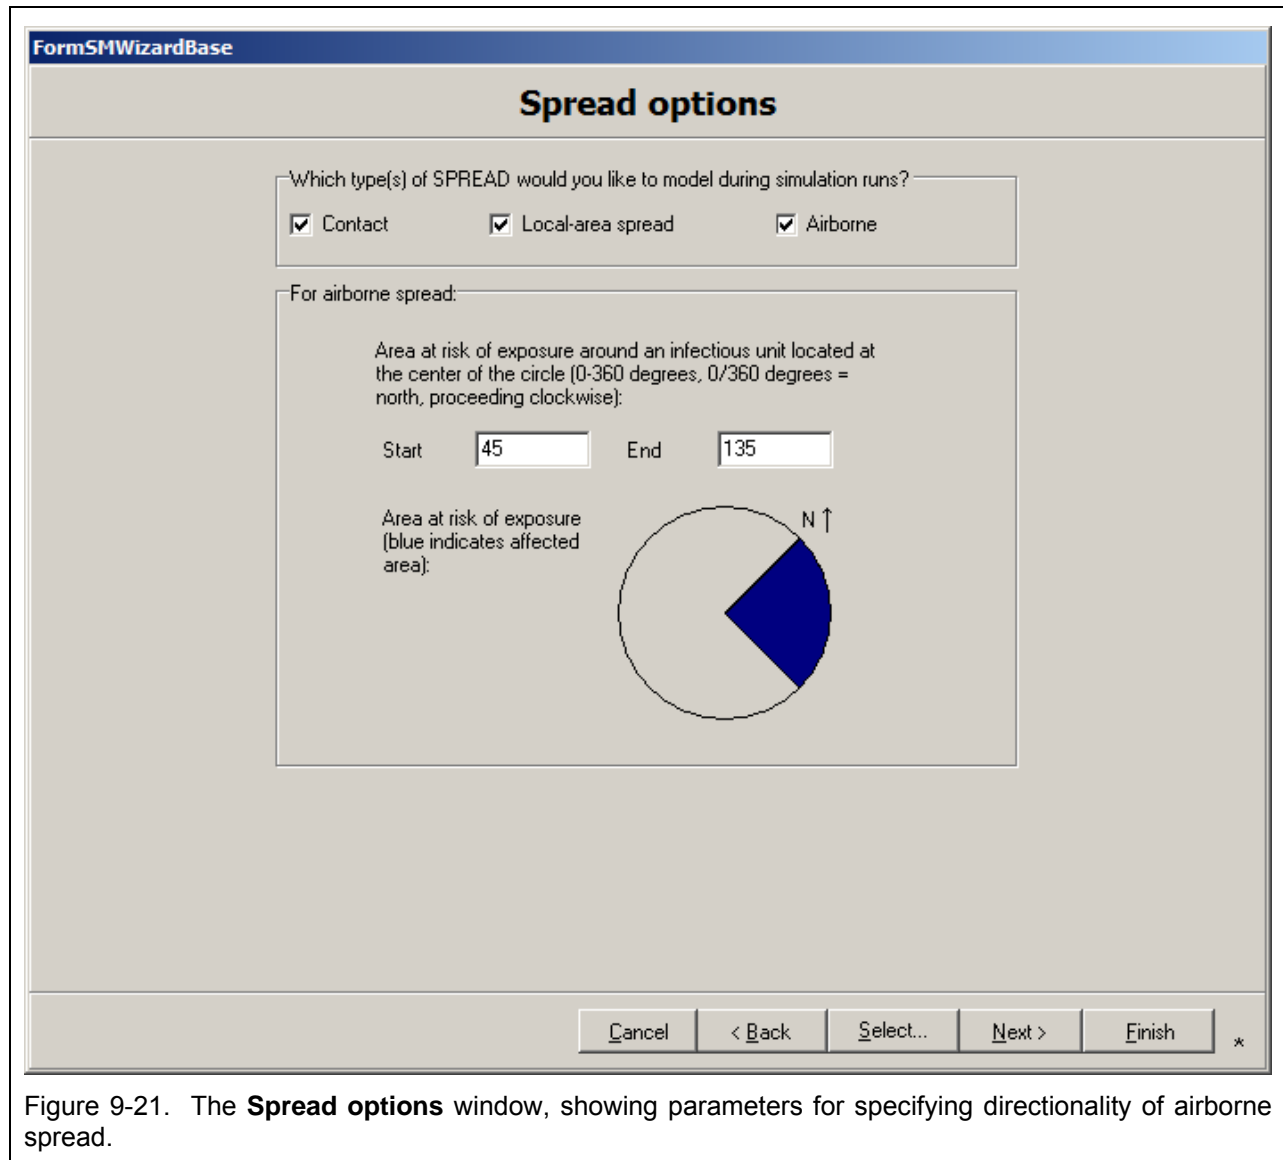 FormSMWizardBase
Spread options
Which type(s) of SPREAD would you like to model during simulation runs?
Contact Local-area spread Airborne
For airborne spread:
Area at risk of exposure around an infectious unit located at
the center of the circle (0-360 degrees, 0/360 degrees =
north, proceeding clockwise):
Start 45 End 135
Area at risk of exposure
(blue indicates affected
area):
N ↑
Cancel < Back Select... Next > Finish *
Figure 9-21. The Spread options window, showing parameters for specifying directionality of airborne
spread.